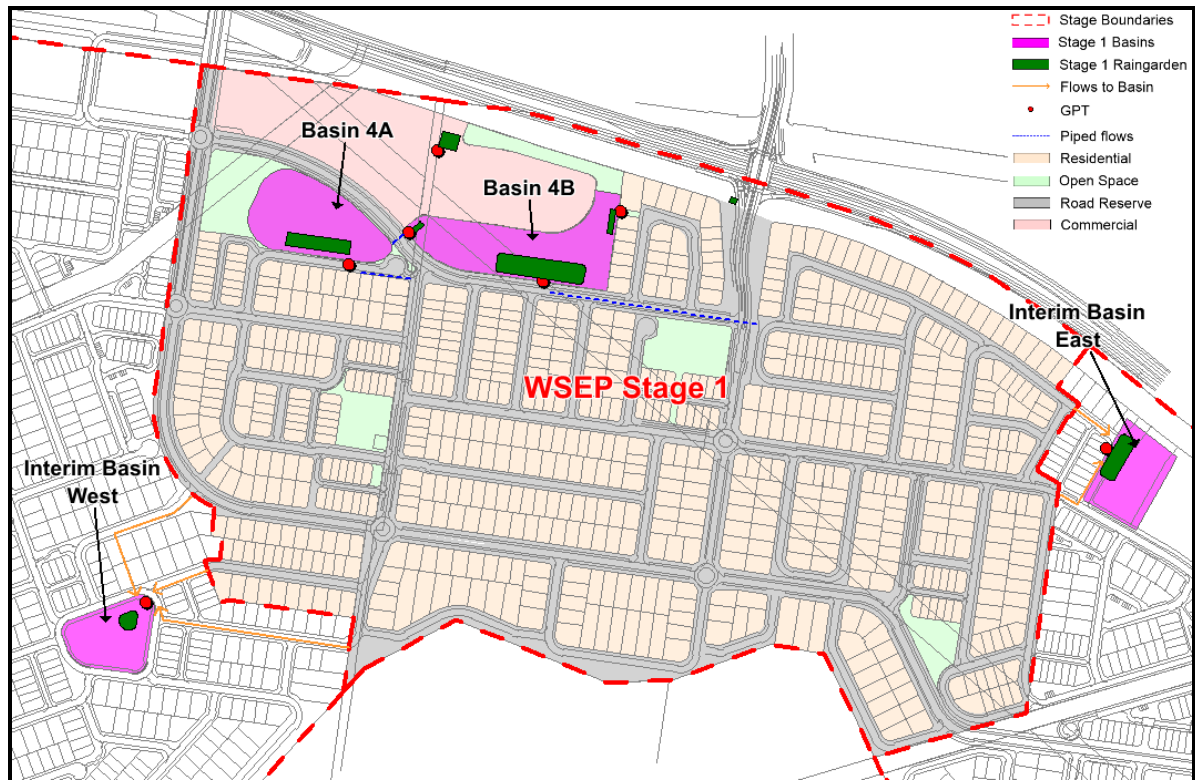 Stage Boundaries
Stage 1 Basins
Stage 1 Raingarden
Flows to Basin
GPT
Piped flows
Residential
Open Space
Road Reserve
Commercial
Basin 4A
Basin 4B
Interim Basin
East
WSEP Stage 1
Interim Basin
West